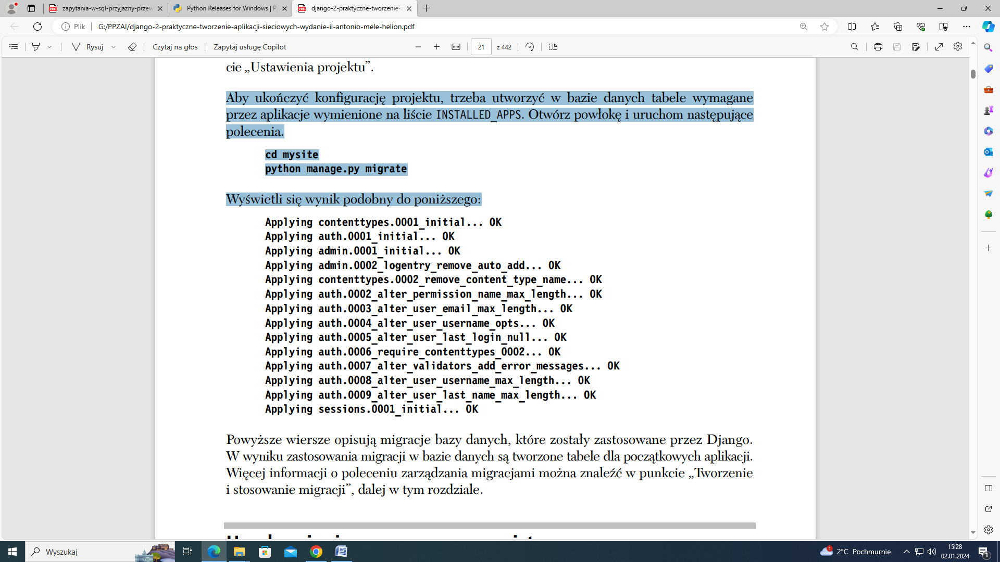 zapytania-w-sql-przyjazny-przew
Python Releases for Windows | Py
django-2-praktyczne-tworzenie-a
Plik
G:/PPZAI/django-2-praktyczne-tworzenie-aplikacji-sieciowych-wydanie-ii-antonio-mele-helion.pdf
Rysuj
Czytaj na głos
Zapytaj usługę Copilot
21
z 442
cie „Ustawienia projektu”.
Aby ukończyć konfigurację projektu, trzeba utworzyć w bazie danych tabele wymagane
przez aplikacje wymienione na liście INSTALLED_APPS. Otwórz powłokę i uruchom następujące
polecenia.
cd mysite
python manage.py migrate
Wyświetli się wynik podobny do poniższego:
Applying contenttypes.0001_initial... OK
Applying auth.0001_initial... OK
Applying admin.0001_initial... OK
Applying admin.0002_logentry_remove_auto_add... OK
Applying contenttypes.0002_remove_content_type_name... OK
Applying auth.0002_alter_permission_name_max_length... OK
Applying auth.0003_alter_user_email_max_length... OK
Applying auth.0004_alter_user_username_opts... OK
Applying auth.0005_alter_user_last_login_null... OK
Applying auth.0006_require_contenttypes_0002... OK
Applying auth.0007_alter_validators_add_error_messages... OK
Applying auth.0008_alter_user_username_max_length... OK
Applying auth.0009_alter_user_last_name_max_length... OK
Applying sessions.0001_initial... OK
Powyższe wiersze opisują migracje bazy danych, które zostały zastosowane przez Django.
W wyniku zastosowania migracji w bazie danych są tworzone tabele dla początkowych aplikacji.
Więcej informacji o poleceniu zarządzania migracjami można znaleźć w punkcie „Tworzenie
i stosowanie migracji”, dalej w tym rozdziale.
Wyszukaj
1
2°C Pochmurnie
15:28
02.01.2024
1